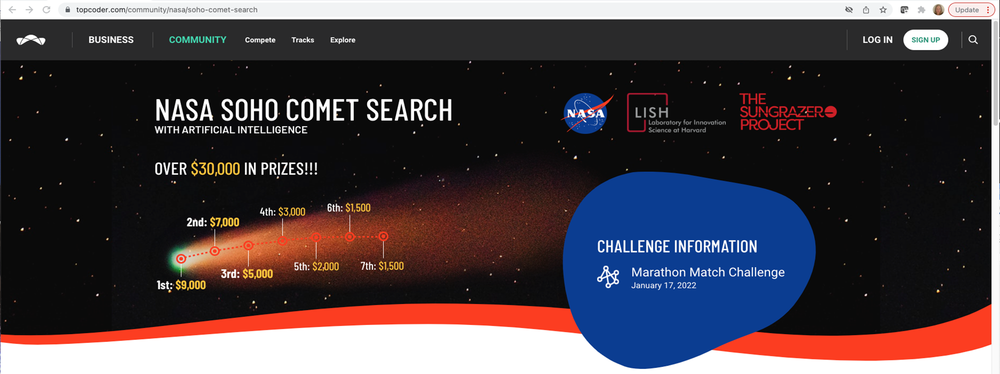 topcoder.com/community/nasa/soho-comet-search
Update
BUSINESS
COMMUNITY
Compete
Tracks
Explore
LOG IN
SIGN UP
NASA SOHO COMET SEARCH
WITH ARTIFICIAL INTELLIGENCE
NASA
LISH
Laboratory for Innovation
Science at Harvard
THE
SUNGRAZER
PROJECT
OVER $30,000 IN PRIZES!!!
1st: $9,000
2nd: $7,000
3rd: $5,000
4th: $3,000
5th: $2,000
6th: $1,500
7th: $1,500
CHALLENGE INFORMATION
Marathon Match Challenge
January 17, 2022